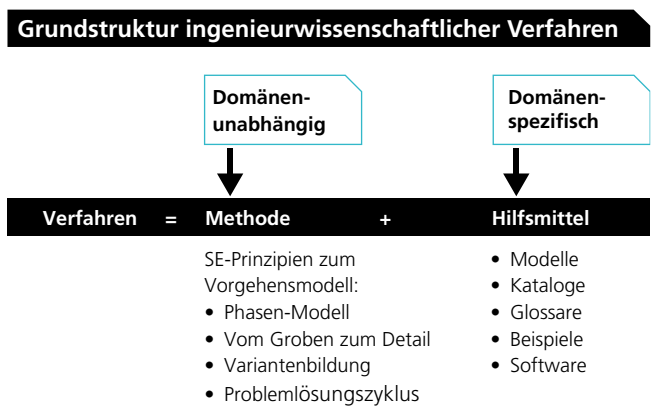 Grundstruktur ingenieurwissenschaftlicher Verfahren
Domänen-
unabhängig
Domänen-
spezifisch
Verfahren = Methode + Hilfsmittel
SE-Prinzipien zum
Vorgehensmodell:
• Phasen-Modell
• Vom Groben zum Detail
• Variantenbildung
• Problemlösungszyklus
• Modelle
• Kataloge
• Glossare
• Beispiele
• Software